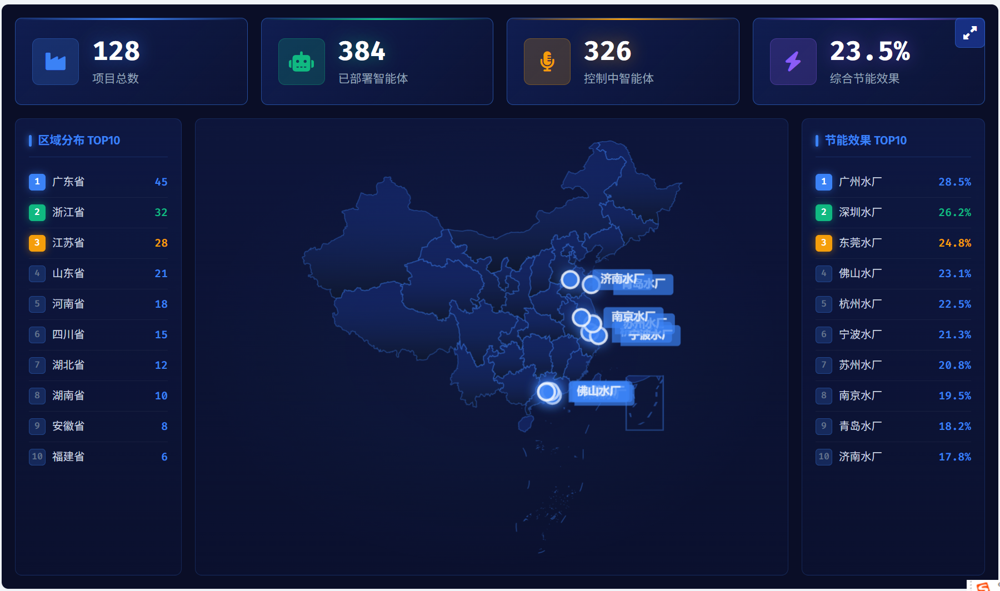 128
项目总数
384
已部署智能体
326
控制中智能体
23.5%
综合节能效果
区域分布 TOP10
1 广东省 45
2 浙江省 32
3 江苏省 28
4 山东省 21
5 河南省 18
6 四川省 15
7 湖北省 12
8 湖南省 10
9 安徽省 8
10 福建省 6
济南水厂
青岛水厂
南京水厂
苏州水厂
宁波水厂
佛山水厂
节能效果 TOP10
1 广州水厂 28.5%
2 深圳水厂 26.2%
3 东莞水厂 24.8%
4 佛山水厂 23.1%
5 杭州水厂 22.5%
6 宁波水厂 21.3%
7 苏州水厂 20.8%
8 南京水厂 19.5%
9 青岛水厂 18.2%
10 济南水厂 17.8%